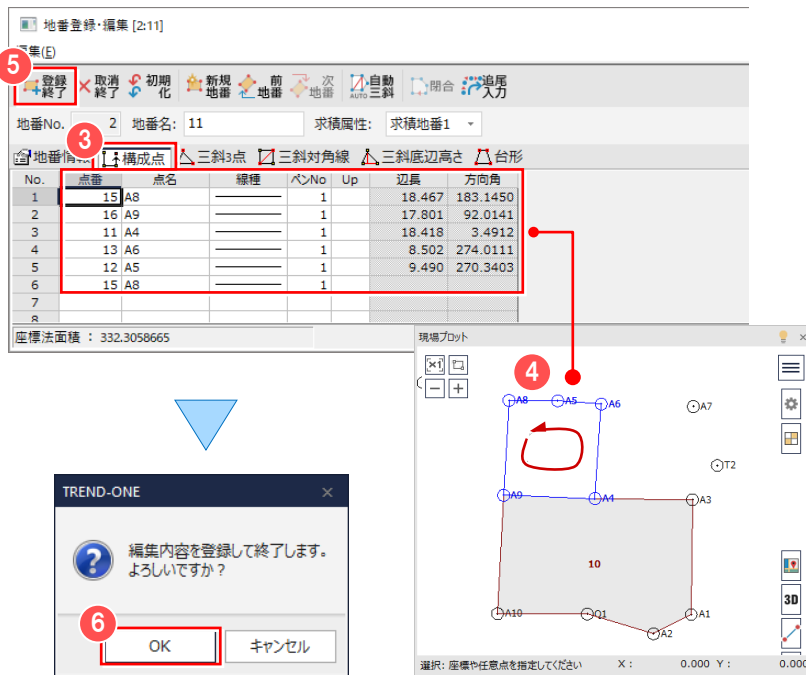 地番登録・編集 [2:11]
編集(E)
5
登録終了 取消終了 初期化 新規地番 前地番 次地番 AUTO 自動三斜 閉合 追尾入力
地番No. 2 地番名: 11 求積属性: 求積地番1
3
地番情報 構成点 三斜3点 三斜対角線 三斜底辺高さ 台形
No. 点番 点名 線種 ペンNo Up 辺長 方向角
1 15 A8 1 18.467 183.1450
2 16 A9 1 17.801 92.0141
3 11 A4 1 18.418 3.4912
4 13 A6 1 8.502 274.0111
5 12 A5 1 9.490 270.3403
6 15 A8 1
7
8
座標法面積 : 332.3058665
現場プロット
×1
4
A8 A5 A6 A7
T2
A9 A4 A3
10
A10 Q1 A1
A2
3D
選択: 座標や任意点を指定してください X : 0.000 Y : 0.000
TREND-ONE
編集内容を登録して終了します。
よろしいですか?
6
OK キャンセル